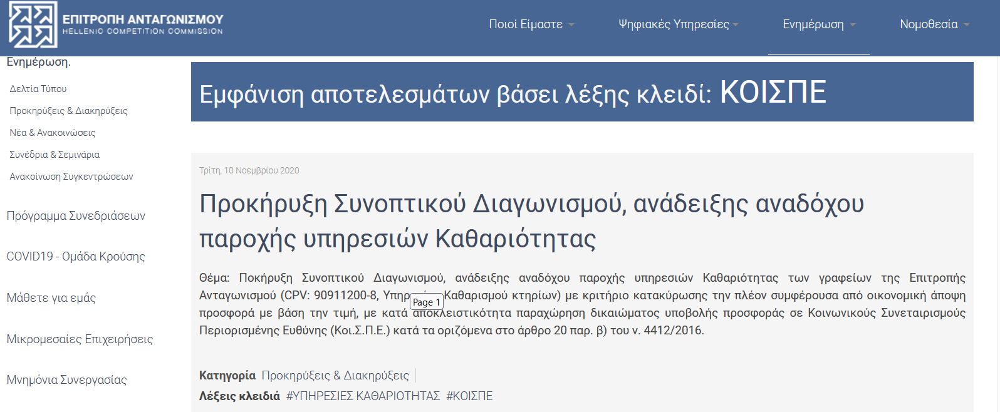 ΕΠΙΤΡΟΠΗ ΑΝΤΑΓΩΝΙΣΜΟΥ
HELLENIC COMPETITION COMMISSION
Ποιοί Είμαστε
Ψηφιακές Υπηρεσίες
Ενημέρωση
Νομοθεσία
Ενημέρωση.
Δελτία Τύπου
Προκηρύξεις & Διακηρύξεις
Νέα & Ανακοινώσεις
Συνέδρια & Σεμινάρια
Ανακοίνωση Συγκεντρώσεων
Πρόγραμμα Συνεδριάσεων
COVID19 - Ομάδα Κρούσης
Μάθετε για εμάς
Μικρομεσαίες Επιχειρήσεις
Μνημόνια Συνεργασίας
Εμφάνιση αποτελεσμάτων βάσει λέξης κλειδί: ΚΟΙΣΠΕ
Τρίτη, 10 Νοεμβρίου 2020
Προκήρυξη Συνοπτικού Διαγωνισμού, ανάδειξης αναδόχου
παροχής υπηρεσιών Καθαριότητας
Θέμα: Ποκήρυξη Συνοπτικού Διαγωνισμού, ανάδειξης αναδόχου παροχής υπηρεσιών Καθαριότητας των γραφείων της Επιτροπής
Ανταγωνισμού (CPV: 90911200-8, Καθαρισμού κτηρίων) με κριτήριο κατακύρωσης την πλέον συμφέρουσα από οικονομική άποψη
Page 1
προσφορά με βάση την τιμή, με κατά αποκλειστικότητα παραχώρηση δικαιώματος υποβολής προσφοράς σε Κοινωνικούς Συνεταιρισμούς
Περιορισμένης Ευθύνης (Κοι.Σ.Π.Ε.) κατά τα οριζόμενα στο άρθρο 20 παρ. β) του ν. 4412/2016.
Κατηγορία Προκηρύξεις & Διακηρύξεις
Λέξεις κλειδιά #ΥΠΗΡΕΣΙΕΣ ΚΑΘΑΡΙΟΤΗΤΑΣ #ΚΟΙΣΠΕ